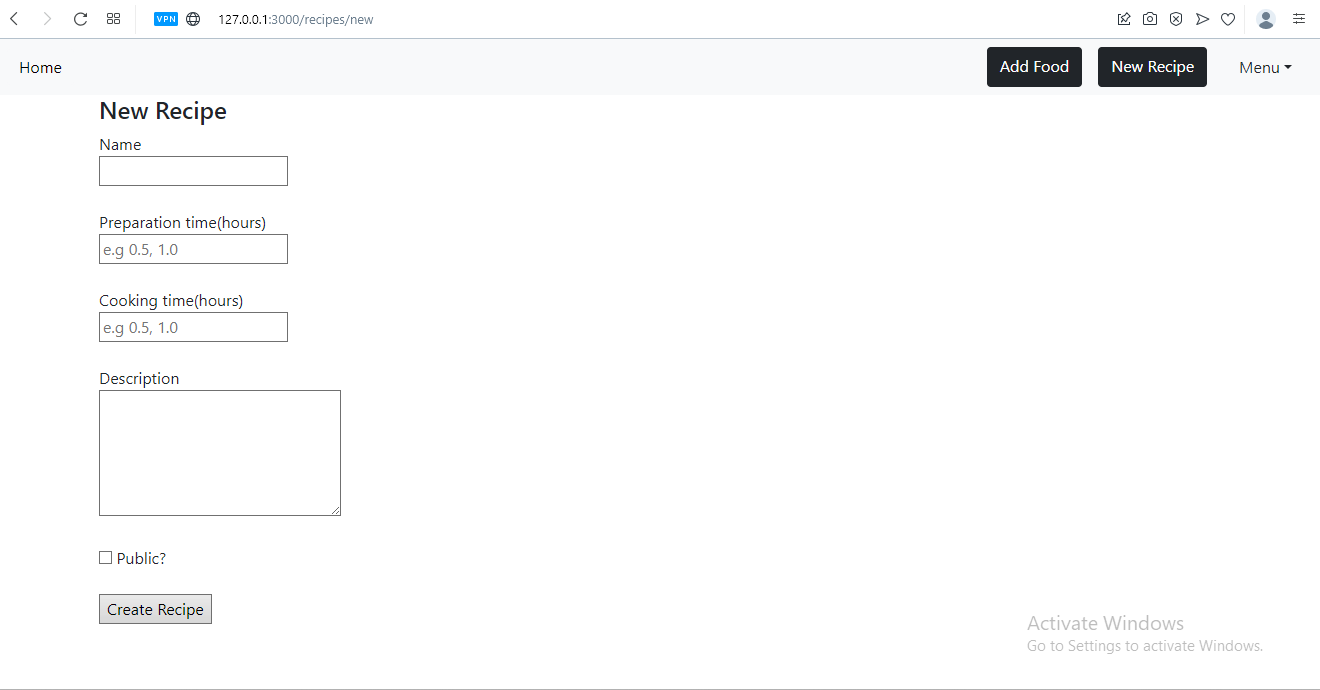 VPN 127.0.0.1:3000/recipes/new
Home Add Food New Recipe Menu
New Recipe
Name
Preparation time(hours)
e.g 0.5, 1.0
Cooking time(hours)
e.g 0.5, 1.0
Description
Public?
Create Recipe
Activate Windows
Go to Settings to activate Windows.